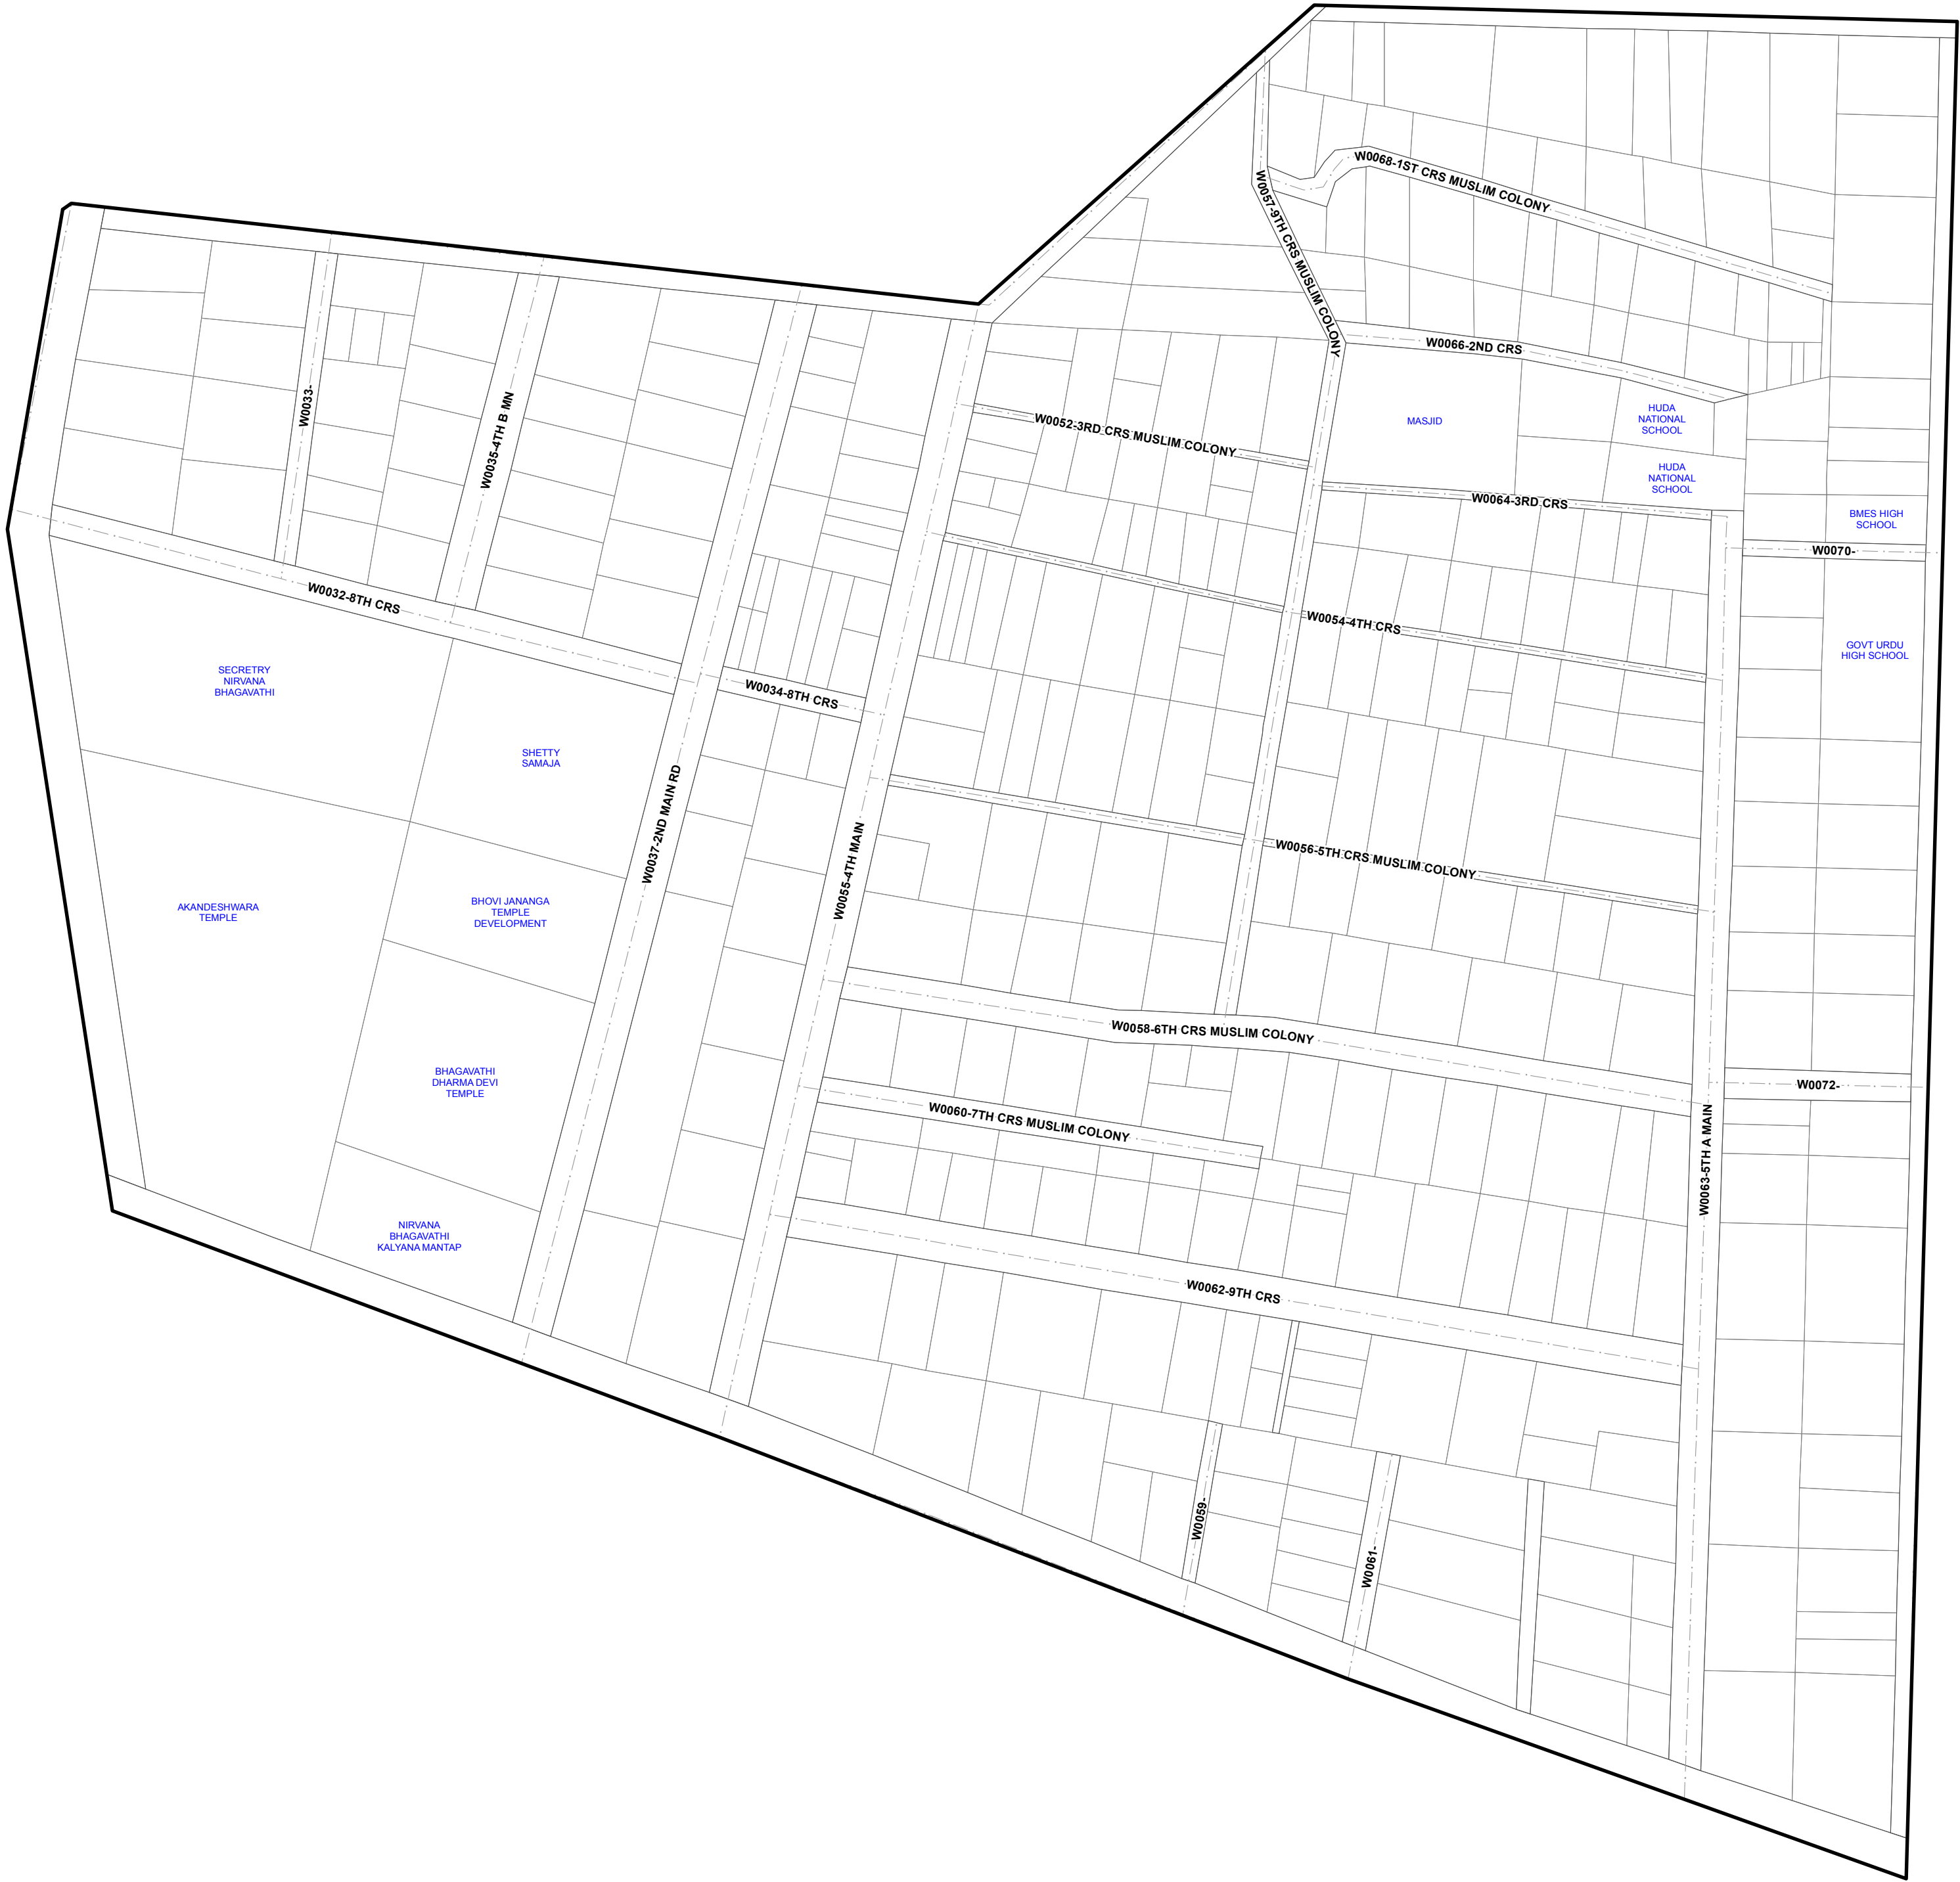 W0068-1ST CRS MUSLIM COLONY
W0057-9TH CRS MUSLIM COLONY
W0066-2ND CRS
W0033-
W0035-4TH B MN
W0052-3RD CRS MUSLIM COLONY
MASJID
HUDA
NATIONAL
SCHOOL
HUDA
NATIONAL
SCHOOL
W0064-3RD CRS
BMES HIGH
SCHOOL
W0070-
W0032-8TH CRS
W0054-4TH CRS
GOVT URDU
HIGH SCHOOL
SECRETRY
NIRVANA
BHAGAVATHI
W0034-8TH CRS
SHETTY
SAMAJA
W0037-2ND MAIN RD
W0055-4TH MAIN
W0056-5TH CRS MUSLIM COLONY
AKANDESHWARA
TEMPLE
BHOVI JANANGA
TEMPLE
DEVELOPMENT
W0058-6TH CRS MUSLIM COLONY
BHAGAVATHI
DHARMA DEVI
TEMPLE
W0072-
W0060-7TH CRS MUSLIM COLONY
W0063-5TH A MAIN
NIRVANA
BHAGAVATHI
KALYANA MANTAP
W0062-9TH CRS
W0059-
W0061-